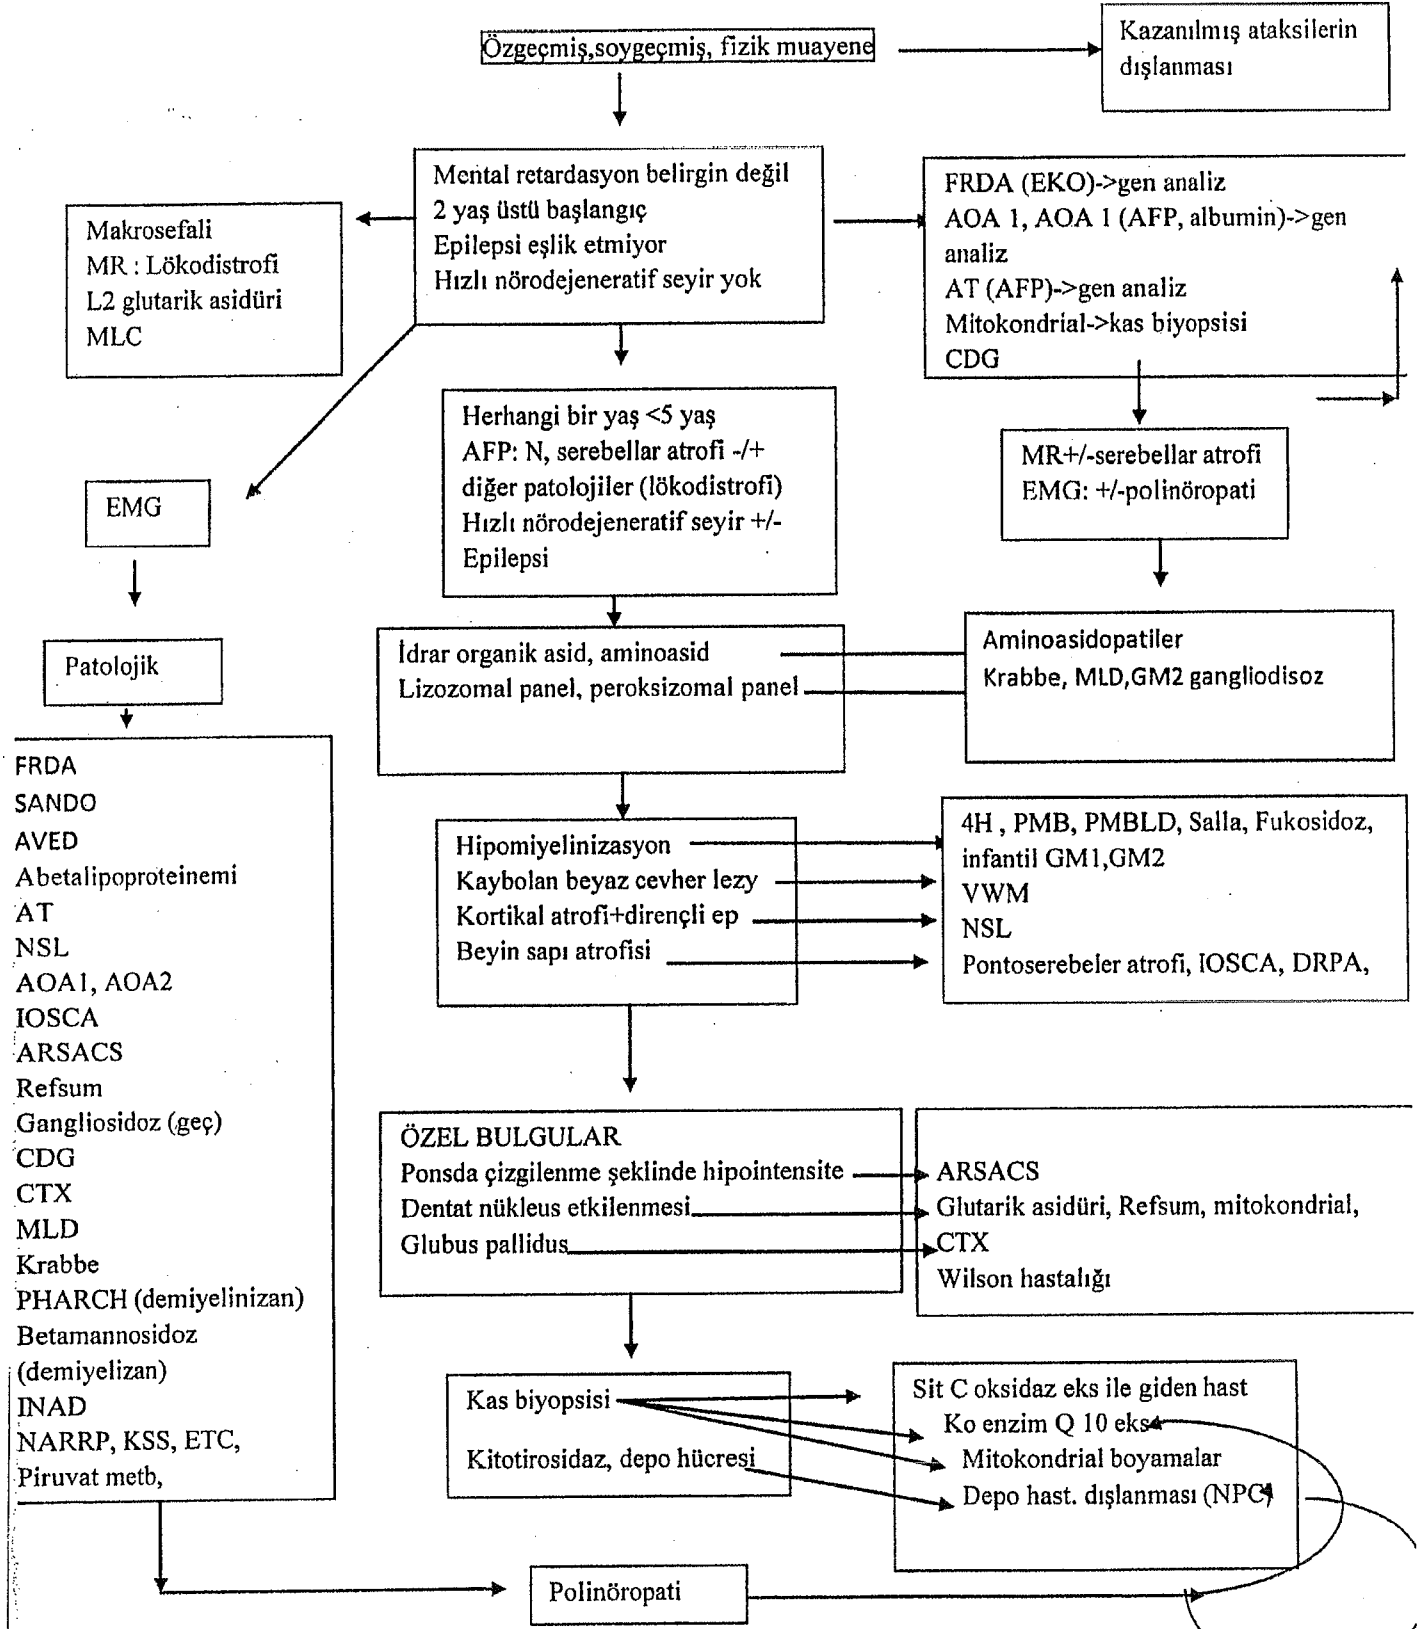 Özgeçmiş,soygeçmiş, fizik muayene
Kazanılmış ataksilerin
dışlanması
Mental retardasyon belirgin değil
2 yaş üstü başlangıç
Epilepsi eşlik etmiyor
Hızlı nörodejeneratif seyir yok
Makrosefali
MR : Lökodistrofi
L2 glutarik asidüri
MLC
FRDA (EKO)->gen analiz
AOA 1, AOA 1 (AFP, albumin)->gen
analiz
AT (AFP)->gen analiz
Mitokondrial->kas biyopsisi
CDG
Herhangi bir yaş <5 yaş
AFP: N, serebellar atrofi -/+
diğer patolojiler (lökodistrofi)
Hızlı nörodejeneratif seyir +/-
Epilepsi
MR+/-serebellar atrofi
EMG: +/-polinöropati
EMG
Patolojik
İdrar organik asid, aminoasid
Lizozomal panel, peroksizomal panel
Aminoasidopatiler
Krabbe, MLD,GM2 gangliodisoz
FRDA
SANDO
AVED
Abetalipoproteinemi
AT
NSL
AOA1, AOA2
IOSCA
ARSACS
Refsum
Gangliosidoz (geç)
CDG
CTX
MLD
Krabbe
PHARCH (demiyelinizan)
Betamannosidoz
(demiyelizan)
INAD
NARRP, KSS, ETC,
Piruvat metb,
Hipomiyelinizasyon
Kaybolan beyaz cevher lezy
Kortikal atrofi+dirençli ep
Beyin sapı atrofisi
4H , PMB, PMBLD, Salla, Fukosidoz,
infantil GM1,GM2
VWM
NSL
Pontoserebeler atrofi, IOSCA, DRPA,
ÖZEL BULGULAR
Ponsda çizgilenme şeklinde hipointensite
Dentat nükleus etkilenmesi
Glubus pallidus
ARSACS
Glutarik asidüri, Refsum, mitokondrial,
CTX
Wilson hastalığı
Kas biyopsisi
Kitotirosidaz, depo hücresi
Sit C oksidaz eks ile giden hast
Ko enzim Q 10 eks
Mitokondrial boyamalar
Depo hast. dışlanması (NPC)
Polinöropati